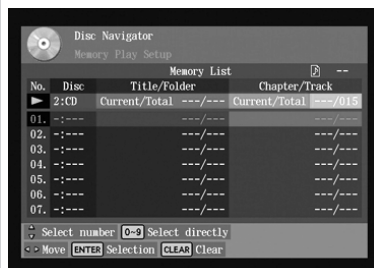 Disc Navigator
Memory Play Setup
Memory List --
No. Disc Title/Folder Chapter/Track
2:CD Current/Total ---/--- Current/Total ---/015
01. -:--- ---/--- ---/---
02. -:--- ---/--- ---/---
03. -:--- ---/--- ---/---
04. -:--- ---/--- ---/---
05. -:--- ---/--- ---/---
06. -:--- ---/--- ---/---
07. -:--- ---/--- ---/---
Select number 0~9 Select directly
Move ENTER Selection CLEAR Clear